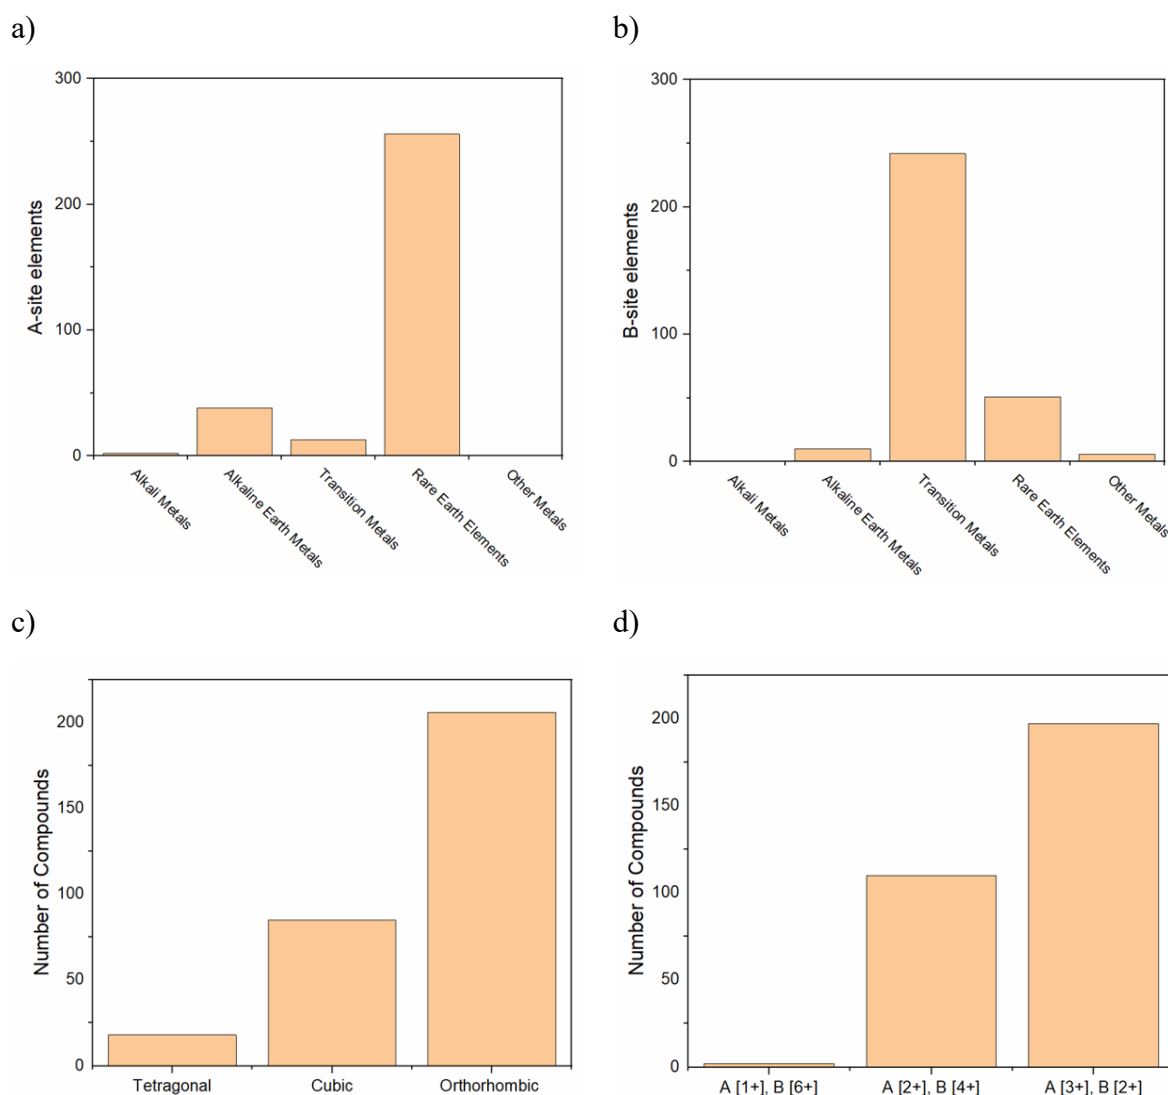 a)
300
200
100
0
A-site elements
Alkali Metals
Alkaline Earth Metals
Transition Metals
Rare Earth Elements
Other Metals
b)
300
200
100
0
B-site elements
Alkali Metals
Alkaline Earth Metals
Transition Metals
Rare Earth Elements
Other Metals
c)
200
150
100
50
0
Number of Compounds
Tetragonal
Cubic
Orthorhombic
d)
200
150
100
50
0
Number of Compounds
A [1+], B [6+]
A [2+], B [4+]
A [3+], B [2+]